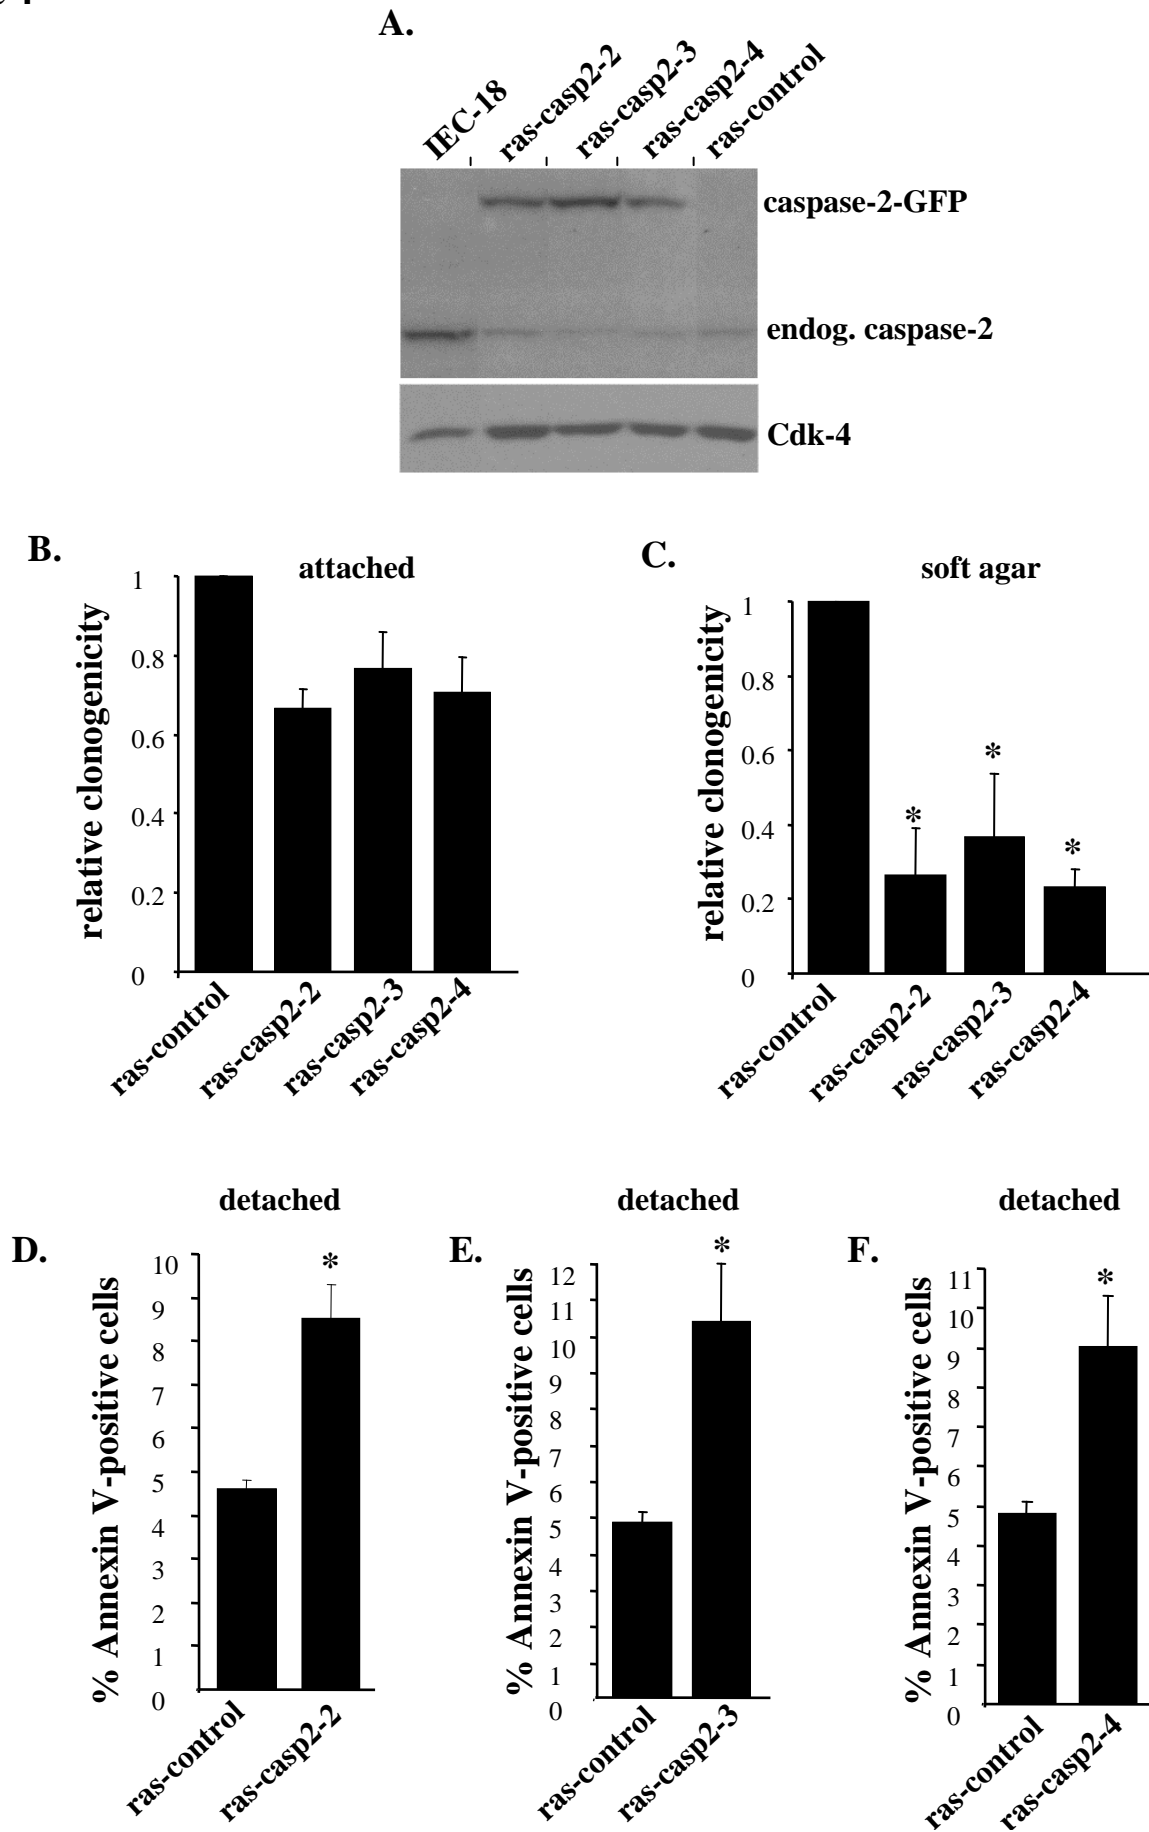 A.
IEC-18
ras-casp2-2
ras-casp2-3
ras-casp2-4
ras-control
caspase-2-GFP
endog. caspase-2
Cdk-4
B.
attached
relative clonogenicity
1
0.8
0.6
0.4
0.2
0
ras-control
ras-casp2-2
ras-casp2-3
ras-casp2-4
C.
soft agar
relative clonogenicity
1
0.8
0.6
0.4
0.2
0
*
*
*
ras-control
ras-casp2-2
ras-casp2-3
ras-casp2-4
D.
detached
% Annexin V-positive cells
10
9
8
7
6
5
4
3
2
1
0
*
ras-control
ras-casp2-2
E.
detached
% Annexin V-positive cells
12
11
10
9
8
7
6
5
4
3
2
1
0
*
ras-control
ras-casp2-3
F.
detached
% Annexin V-positive cells
11
10
9
8
7
6
5
4
3
2
1
0
*
ras-control
ras-casp2-4